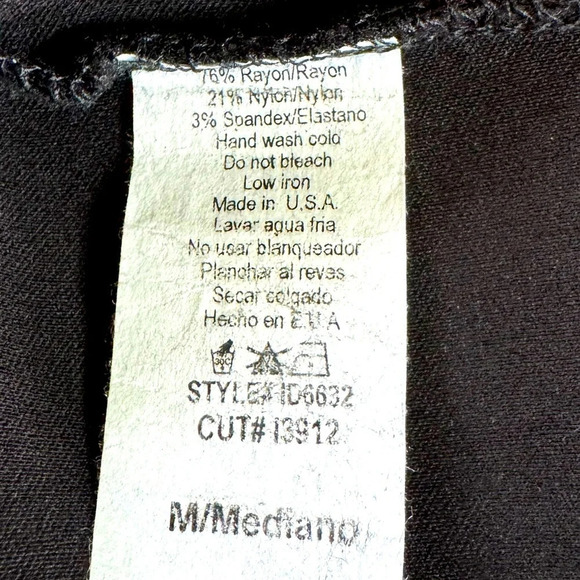 76% Rayon/Rayon
21% Nylon/Nylon
3% Spandex/Elastano
Hand wash cold
Do not bleach
Low iron
Made in U.S.A.
Lavar agua fria
No usar blanqueador
Planchar al reves
Secar colgado
Hecho en E.U.A
30C
STYLE# ID6632
CUT# I3912
M/Mediano